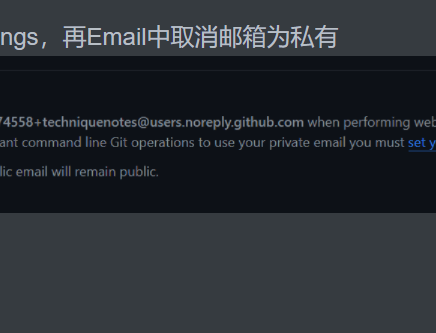 ngs，再Email中取消邮箱为私有
74558+techniquenotes@users.noreply.github.com when performing web
ant command line Git operations to use your private email you must set y
lic email will remain public.